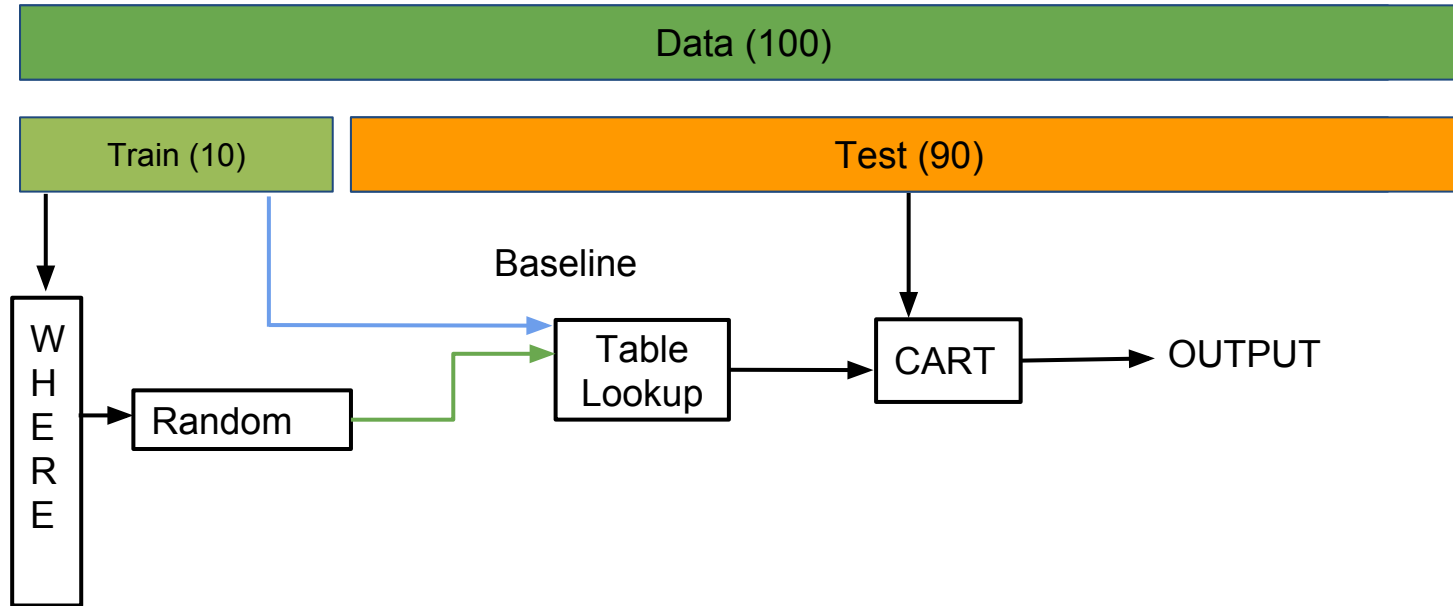 Data (100)
Train (10)
Test (90)
Baseline
W
H
E
R
E
Random
Table
Lookup
CART
OUTPUT